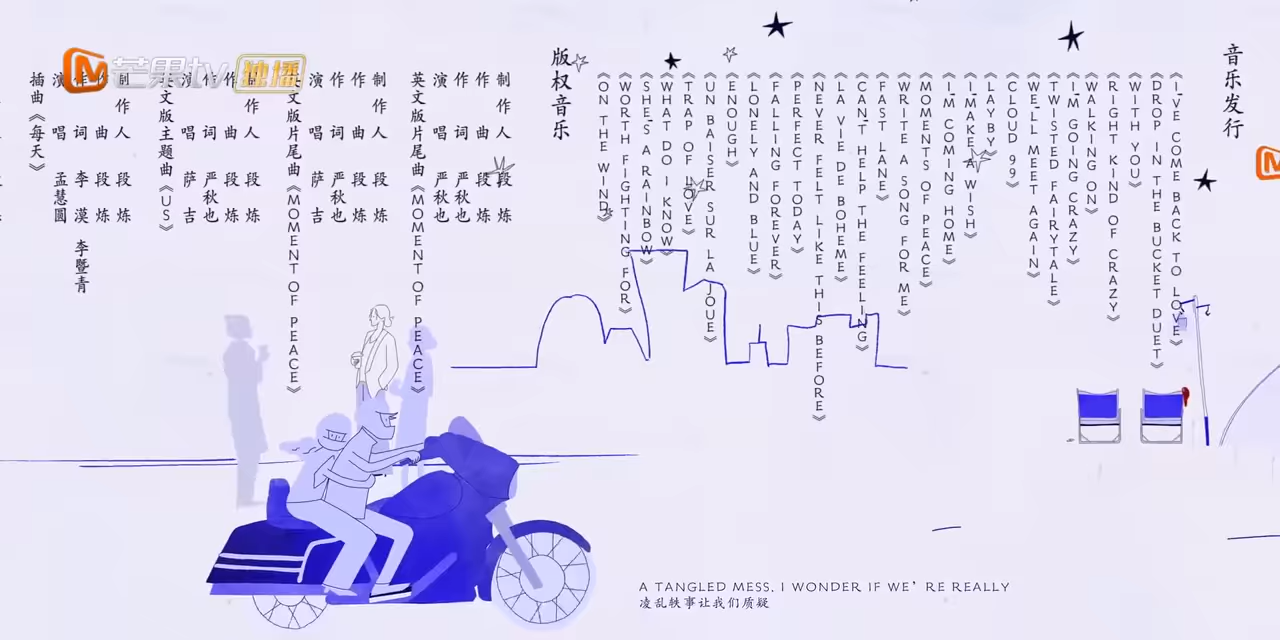 芒果tv 独播
音乐发行
《I'VE COME BACK TO LOVE》
《DROP IN THE BUCKET DUET》
《WITH YOU》
《RIGHT KIND OF CRAZY》
《WALKING ON》
《I'M GOING CRAZY》
《TWISTED FAIRYTALE》
《WE'LL MEET AGAIN》
《CLOUD 99》
《LAYBY》
《I MAKE A WISH》
《I'M COMING HOME》
《MOMENTS OF PEACE》
《WRITE A SONG FOR ME》
《FAST LANE》
《CAN'T HELP THE FEELING》
《LA VIE DE BOHEME》
《NEVER FELT LIKE THIS BEFORE》
《PERFECT TODAY》
《FALLING FOREVER》
《LONELY AND BLUE》
《ENOUGH》
《UN BAISER SUR LA JOUE》
《TRAP OF LOVE》
《WHAT DO I KNOW》
《SHE'S A RAINBOW》
《WORTH FIGHTING FOR》
《ON THE WIND》
版权音乐
制作人 段炼
作曲 段炼
作词 严秋也
演唱 严秋也
英文版片尾曲《MOMENT OF PEACE》
制作人 段炼
作曲 段炼
作词 严秋也
演唱 萨吉
英文版片尾曲《MOMENT OF PEACE》
制作人 段炼
作曲 段炼
作词 严秋也
演唱 萨吉
英文版主题曲《US》
制作人 段炼
作曲 段炼
作词 李漠 李暨青
演唱 孟慧圆
插曲《每天》
A TANGLED MESS, I WONDER IF WE'RE REALLY
凌乱轶事让我们质疑